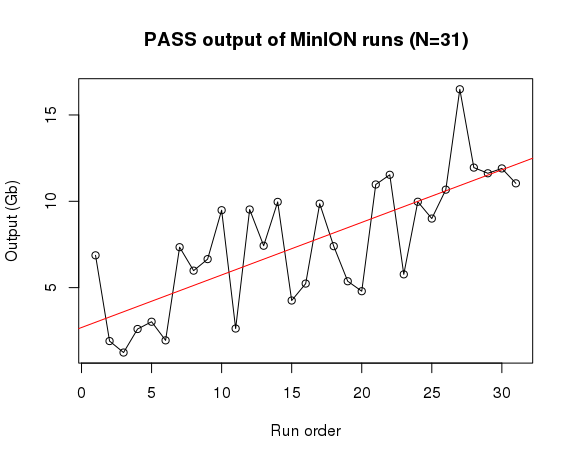 PASS output of MinION runs (N=31)
Output (Gb)
15
10
5
0 5 10 15 20 25 30
Run order